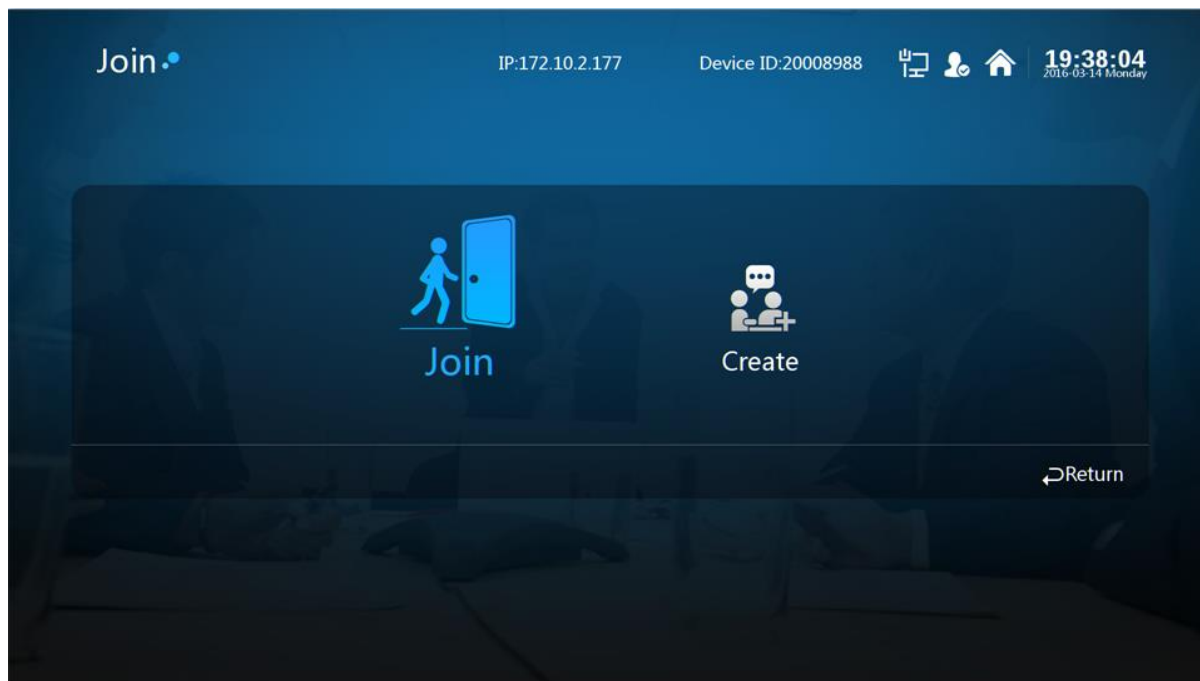 Join
IP:172.10.2.177
Device ID:20008988
19:38:04
2016-03-14 Monday
Join
Create
Return